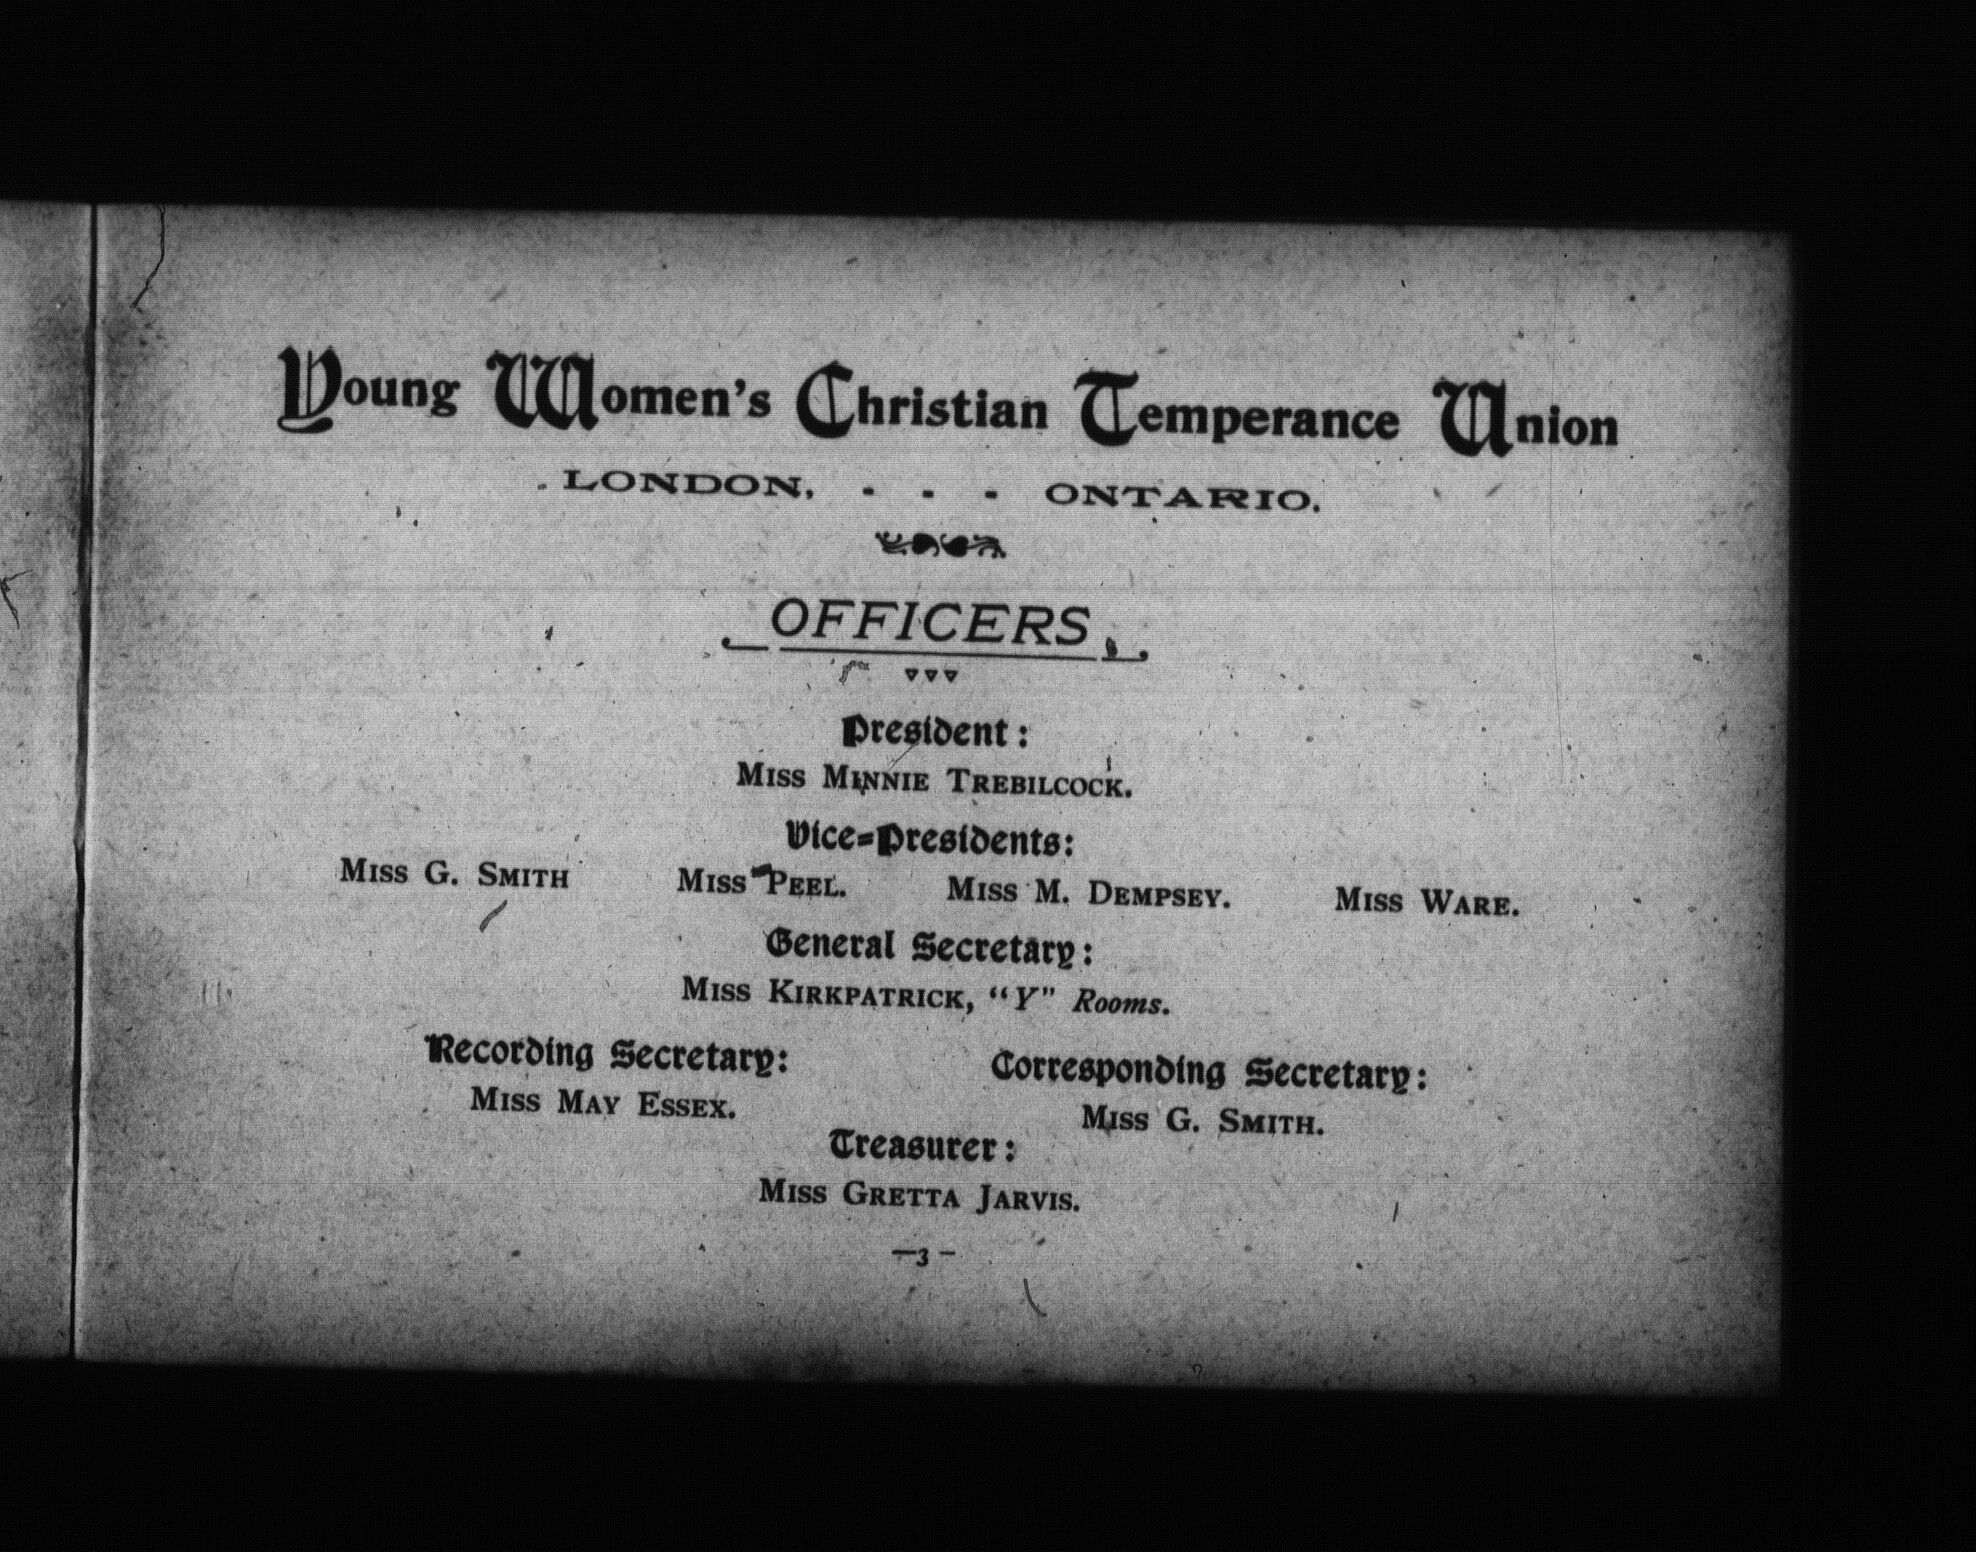 Young Women's Christian Temperance Union
LONDON, - - - ONTARIO.
OFFICERS
President:
MISS MINNIE TREBILCOCK.
Vice-Presidents:
MISS G. SMITH MISS PEEL. MISS M. DEMPSEY. MISS WARE.
General Secretary:
MISS KIRKPATRICK, "Y" Rooms.
Recording Secretary: Corresponding Secretary:
MISS MAY ESSEX. MISS G. SMITH.
Treasurer:
MISS GRETTA JARVIS.
—3—